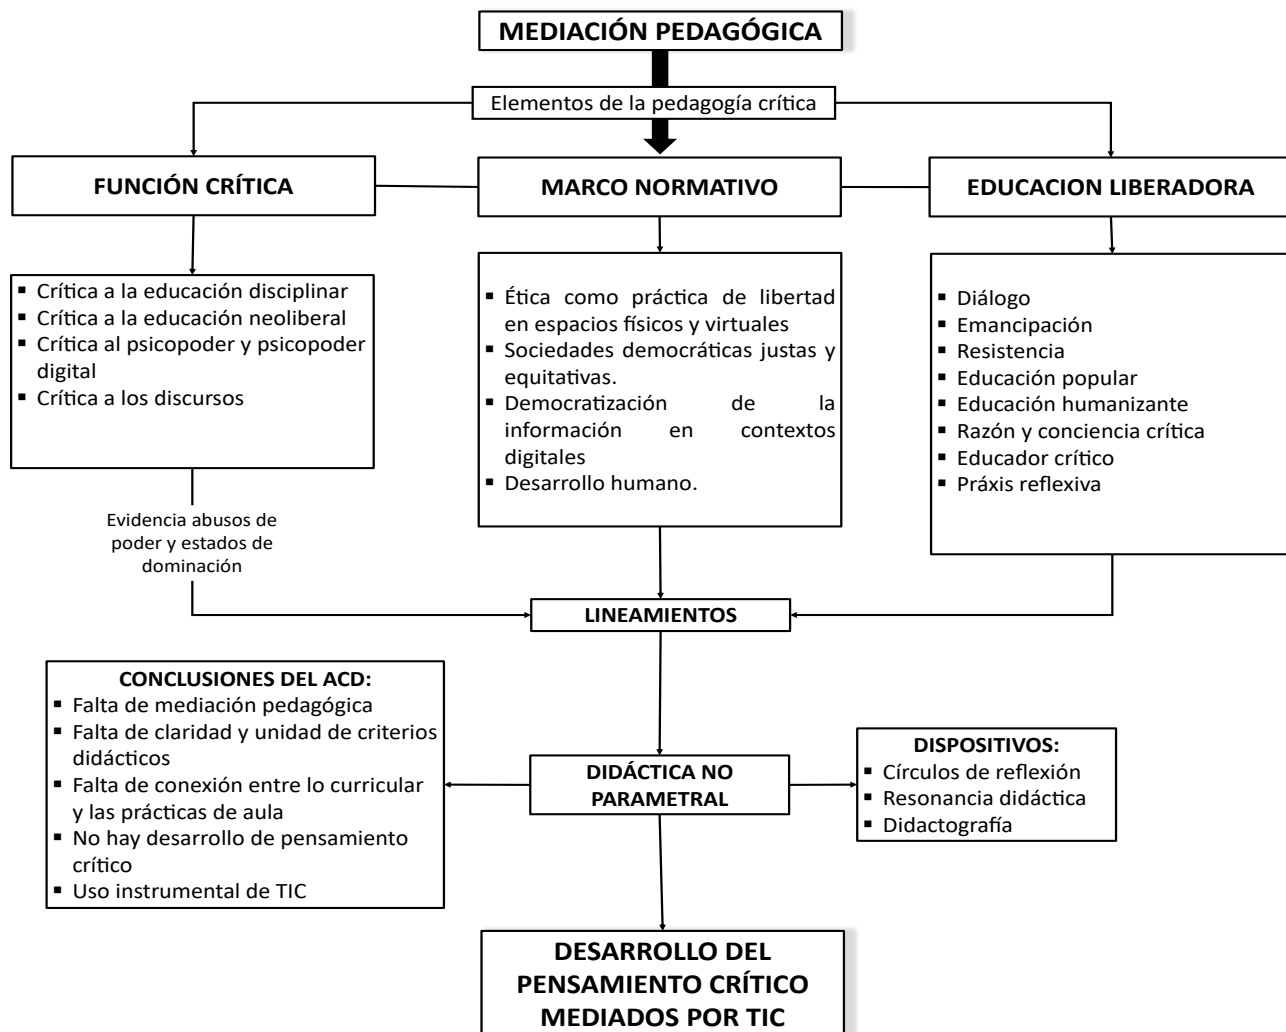 MEDIACIÓN PEDAGÓGICA
Elementos de la pedagogía crítica
FUNCIÓN CRÍTICA
MARCO NORMATIVO
EDUCACION LIBERADORA
▪ Crítica a la educación disciplinar
▪ Crítica a la educación neoliberal
▪ Crítica al psicopoder y psicopoder
digital
▪ Crítica a los discursos
▪ Ética como práctica de libertad
en espacios físicos y virtuales
▪ Sociedades democráticas justas y
equitativas.
▪ Democratización de la
información en contextos
digitales
▪ Desarrollo humano.
▪ Diálogo
▪ Emancipación
▪ Resistencia
▪ Educación popular
▪ Educación humanizante
▪ Razón y conciencia crítica
▪ Educador crítico
▪ Práxis reflexiva
Evidencia abusos de
poder y estados de
dominación
LINEAMIENTOS
CONCLUSIONES DEL ACD:
▪ Falta de mediación pedagógica
▪ Falta de claridad y unidad de criterios
didácticos
▪ Falta de conexión entre lo curricular
y las prácticas de aula
▪ No hay desarrollo de pensamiento
crítico
▪ Uso instrumental de TIC
DIDÁCTICA NO
PARAMETRAL
DISPOSITIVOS:
▪ Círculos de reflexión
▪ Resonancia didáctica
▪ Didactografía
DESARROLLO DEL
PENSAMIENTO CRÍTICO
MEDIADOS POR TIC